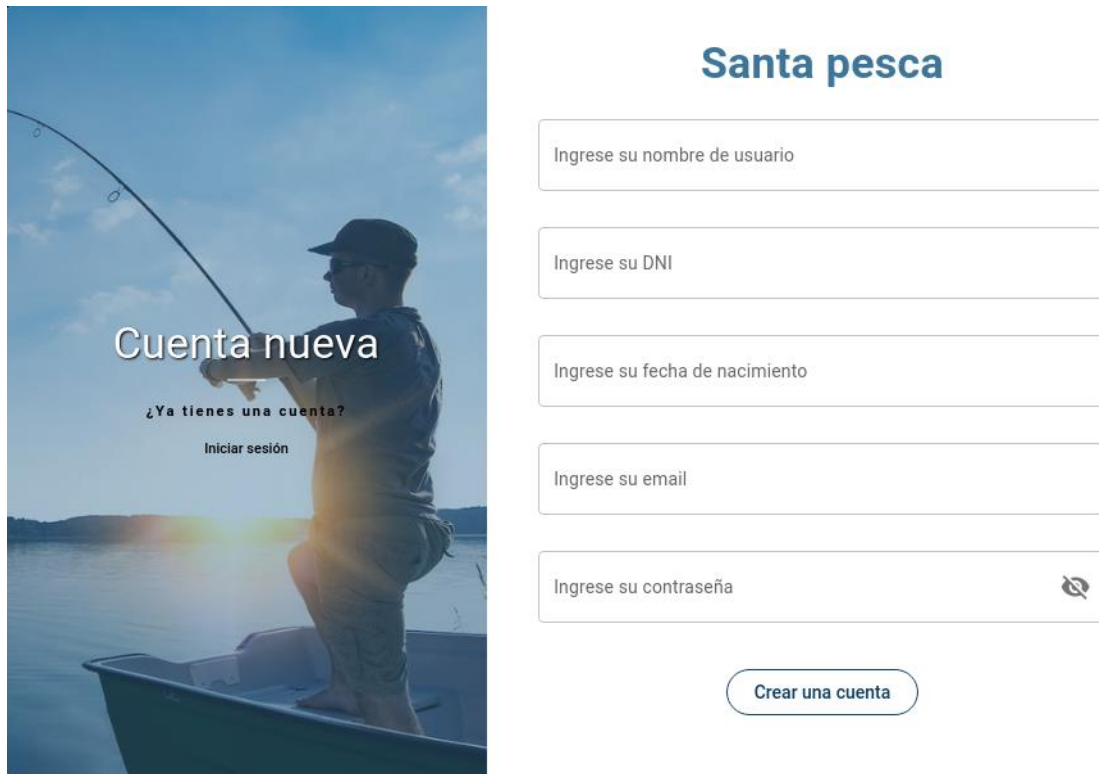 Cuenta nueva
¿Ya tienes una cuenta?
Iniciar sesión
Santa pesca
Ingrese su nombre de usuario
Ingrese su DNI
Ingrese su fecha de nacimiento
Ingrese su email
Ingrese su contraseña
Crear una cuenta